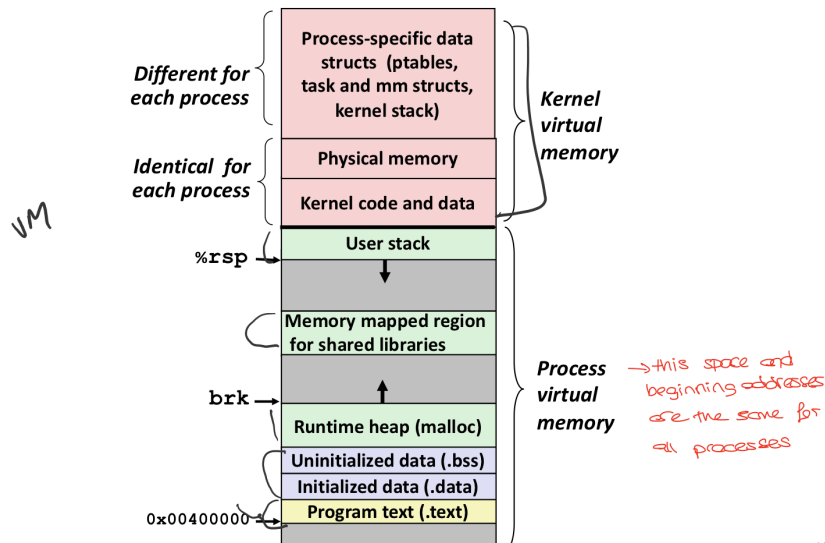 Process-specific data
structs (ptables,
task and mm structs,
kernel stack)
Different for
each process
Kernel
virtual
memory
Physical memory
Identical for
each process
Kernel code and data
VM
User stack
%rsp
Memory mapped region
for shared libraries
Process
virtual
memory
→this space and
beginning addresses
are the same for
all processes
brk
Runtime heap (malloc)
Uninitialized data (.bss)
Initialized data (.data)
Program text (.text)
0x00400000